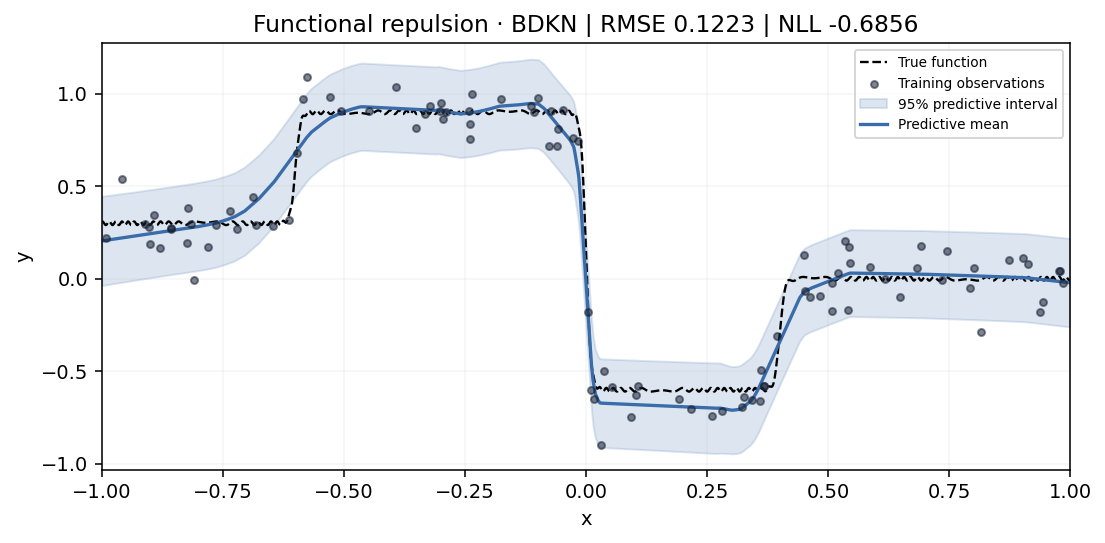 Functional repulsion · BDKN | RMSE 0.1223 | NLL -0.6856
True function
Training observations
95% predictive interval
Predictive mean
y
1.0
0.5
0.0
−0.5
−1.0
−1.00
−0.75
−0.50
−0.25
0.00
0.25
0.50
0.75
1.00
x